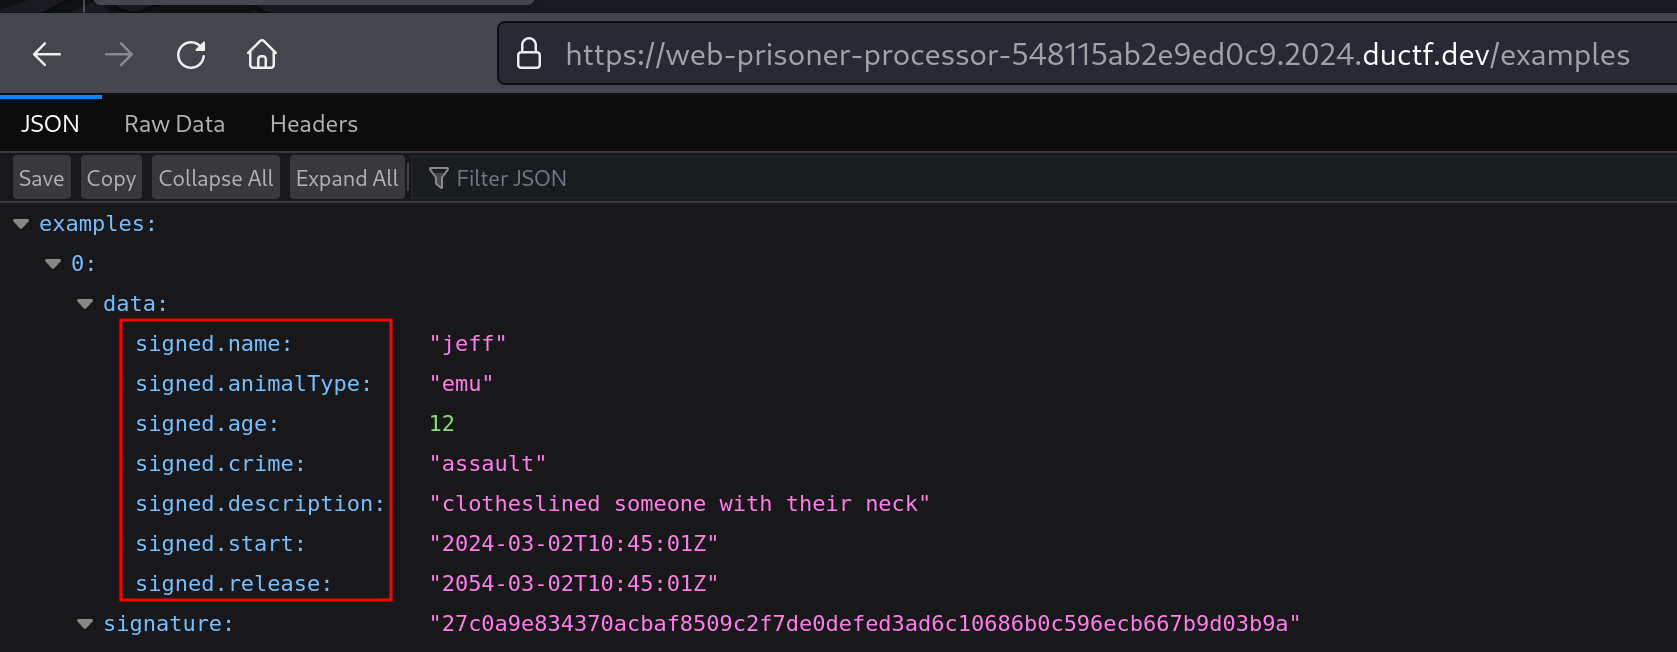 https://web-prisoner-processor-548115ab2e9ed0c9.2024.ductf.dev/examples
JSON Raw Data Headers
Save Copy Collapse All Expand All Filter JSON
examples:
0:
data:
signed.name: "jeff"
signed.animalType: "emu"
signed.age: 12
signed.crime: "assault"
signed.description: "clotheslined someone with their neck"
signed.start: "2024-03-02T10:45:01Z"
signed.release: "2054-03-02T10:45:01Z"
signature: "27c0a9e834370acbaf8509c2f7de0defed3ad6c10686b0c596ecb667b9d03b9a"